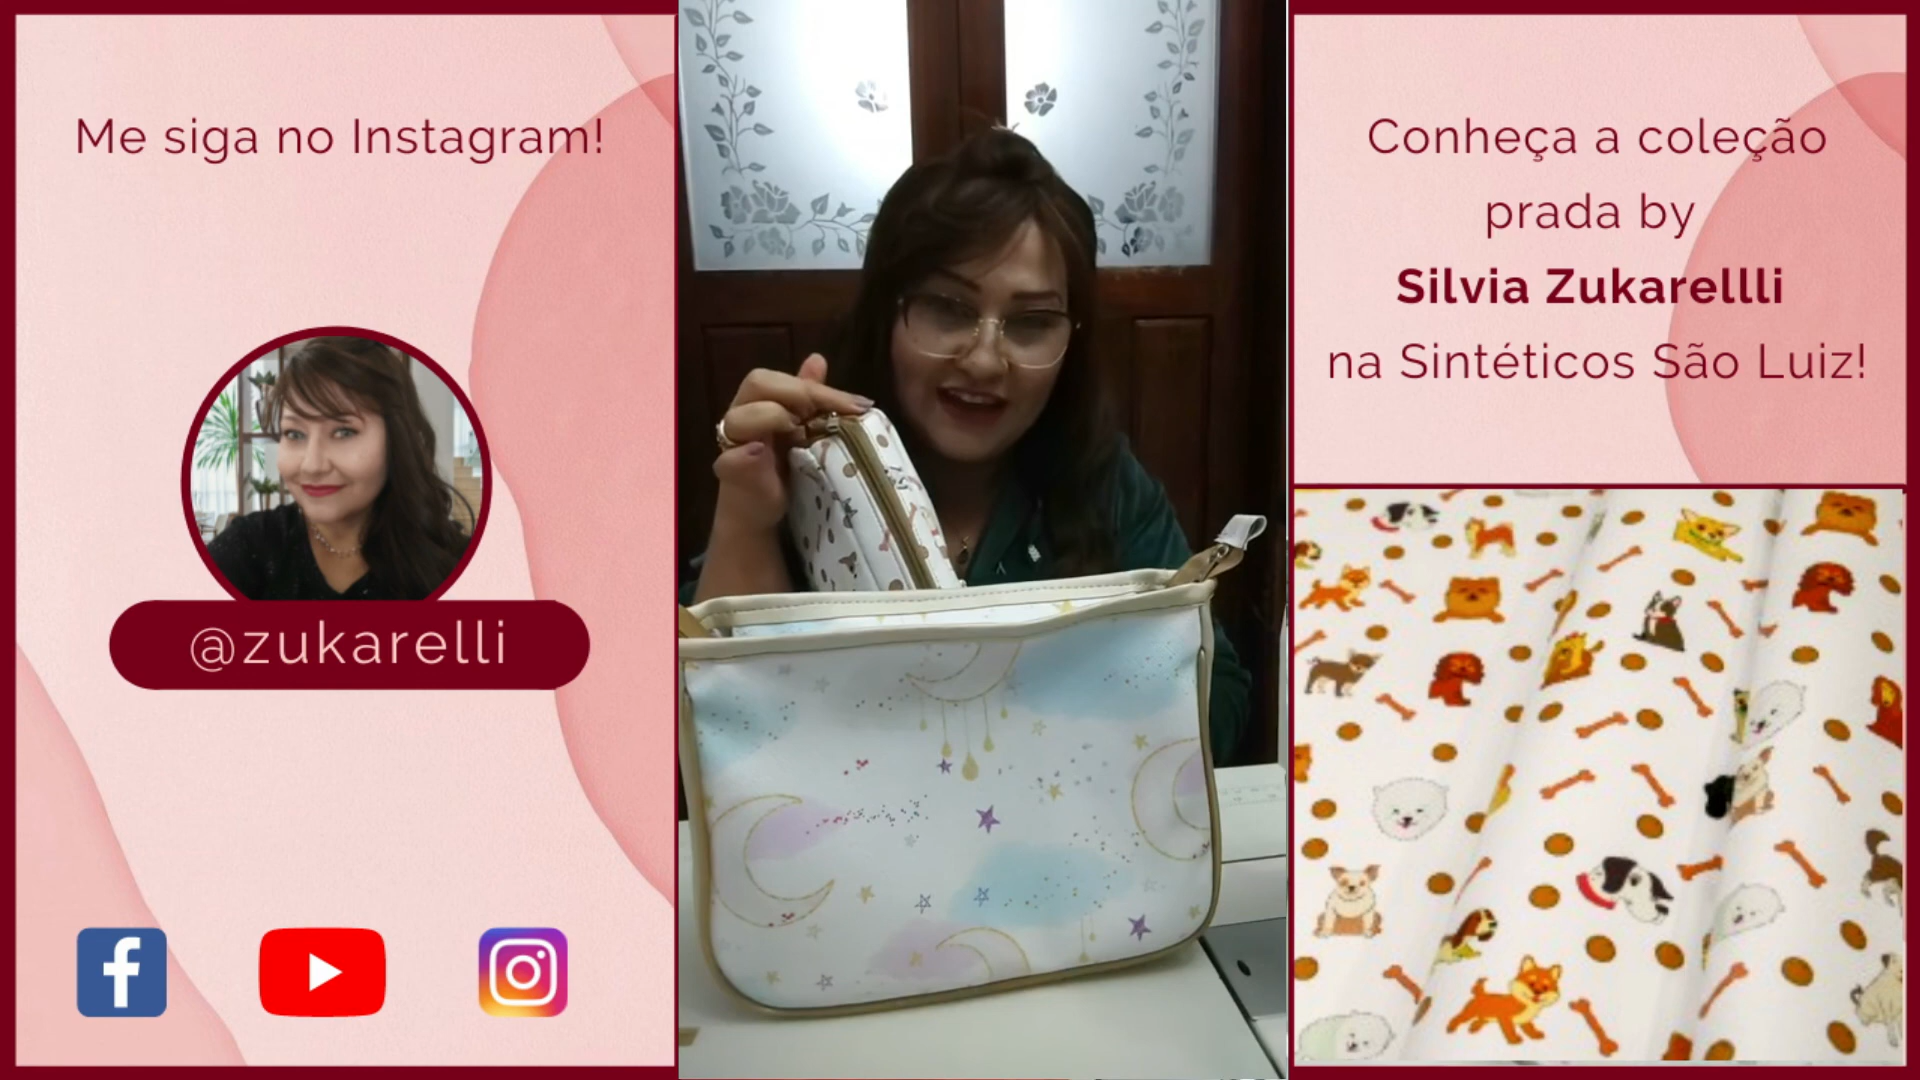 Me siga no Instagram!
@zukarelli
Conheça a coleção
prada by
Silvia Zukarellli
na Sintéticos São Luiz!